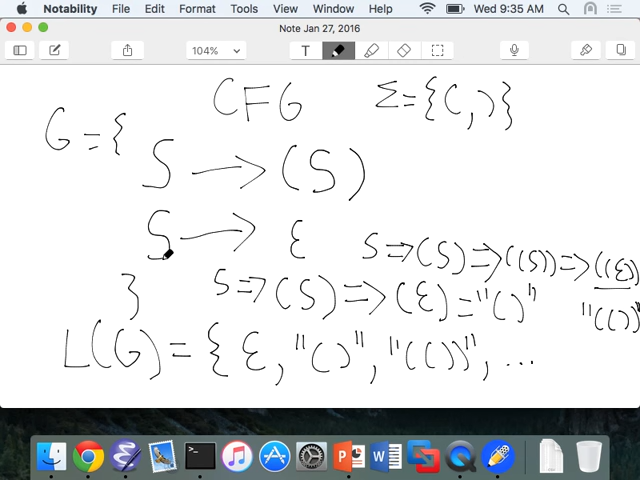 Notability File Edit Format Tools View Window Help Wed 9:35 AM
Note Jan 27, 2016
104% T
CFG Σ={(,)}
G={
S → (S)
S → ε
S⇒(S)⇒((S))⇒((ε))
} S⇒(S)⇒(ε)="()" "(())"
L(G)={ε,"()","(())",...